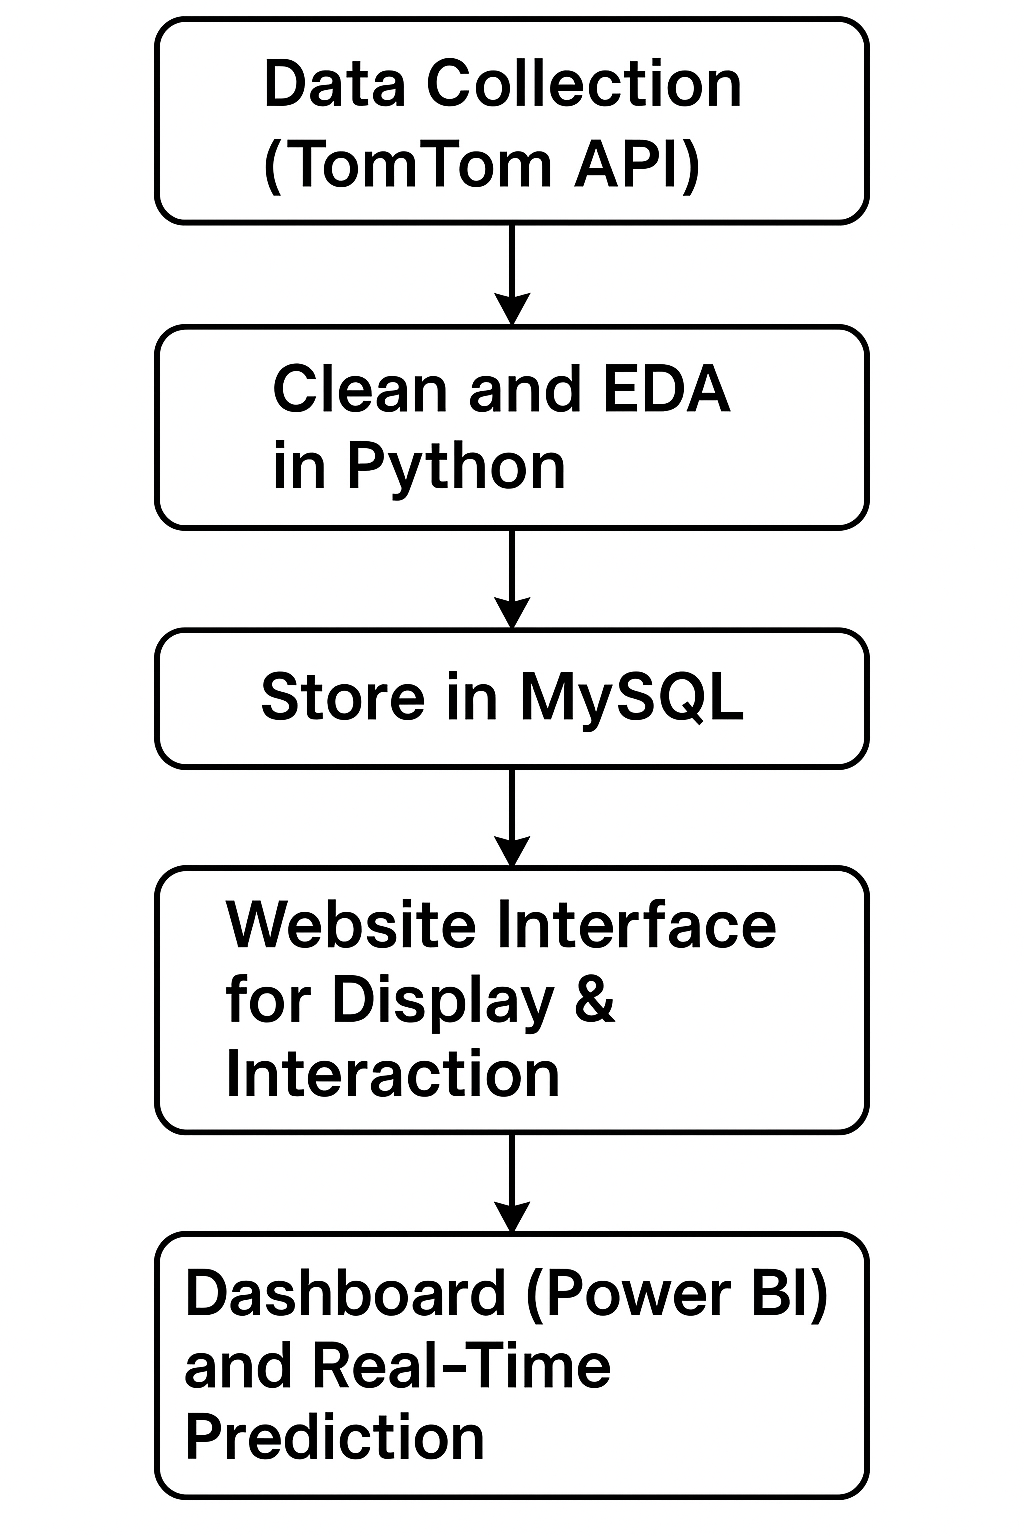 Data Collection
(TomTom API)
Clean and EDA
in Python
Store in MySQL
Website Interface
for Display &
Interaction
Dashboard (Power BI)
and Real-Time
Prediction